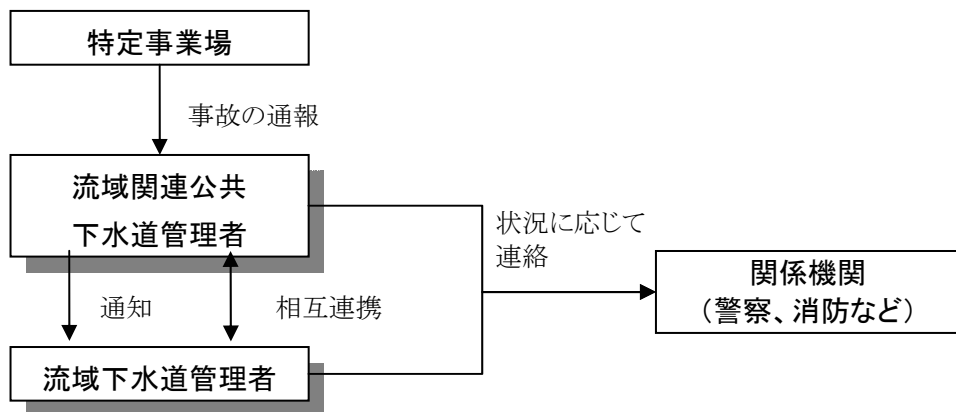 特定事業場
事故の通報
流域関連公共
下水道管理者
状況に応じて
連絡
通知
相互連携
関係機関
（警察、消防など）
流域下水道管理者